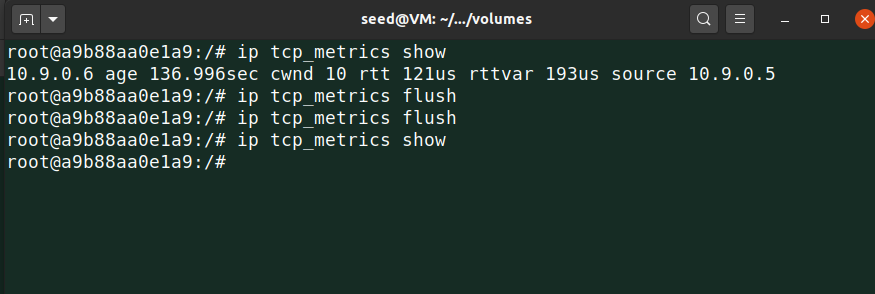 seed@VM: ~/.../volumes
root@a9b88aa0e1a9:/# ip tcp_metrics show
10.9.0.6 age 136.996sec cwnd 10 rtt 121us rttvar 193us source 10.9.0.5
root@a9b88aa0e1a9:/# ip tcp_metrics flush
root@a9b88aa0e1a9:/# ip tcp_metrics flush
root@a9b88aa0e1a9:/# ip tcp_metrics show
root@a9b88aa0e1a9:/#